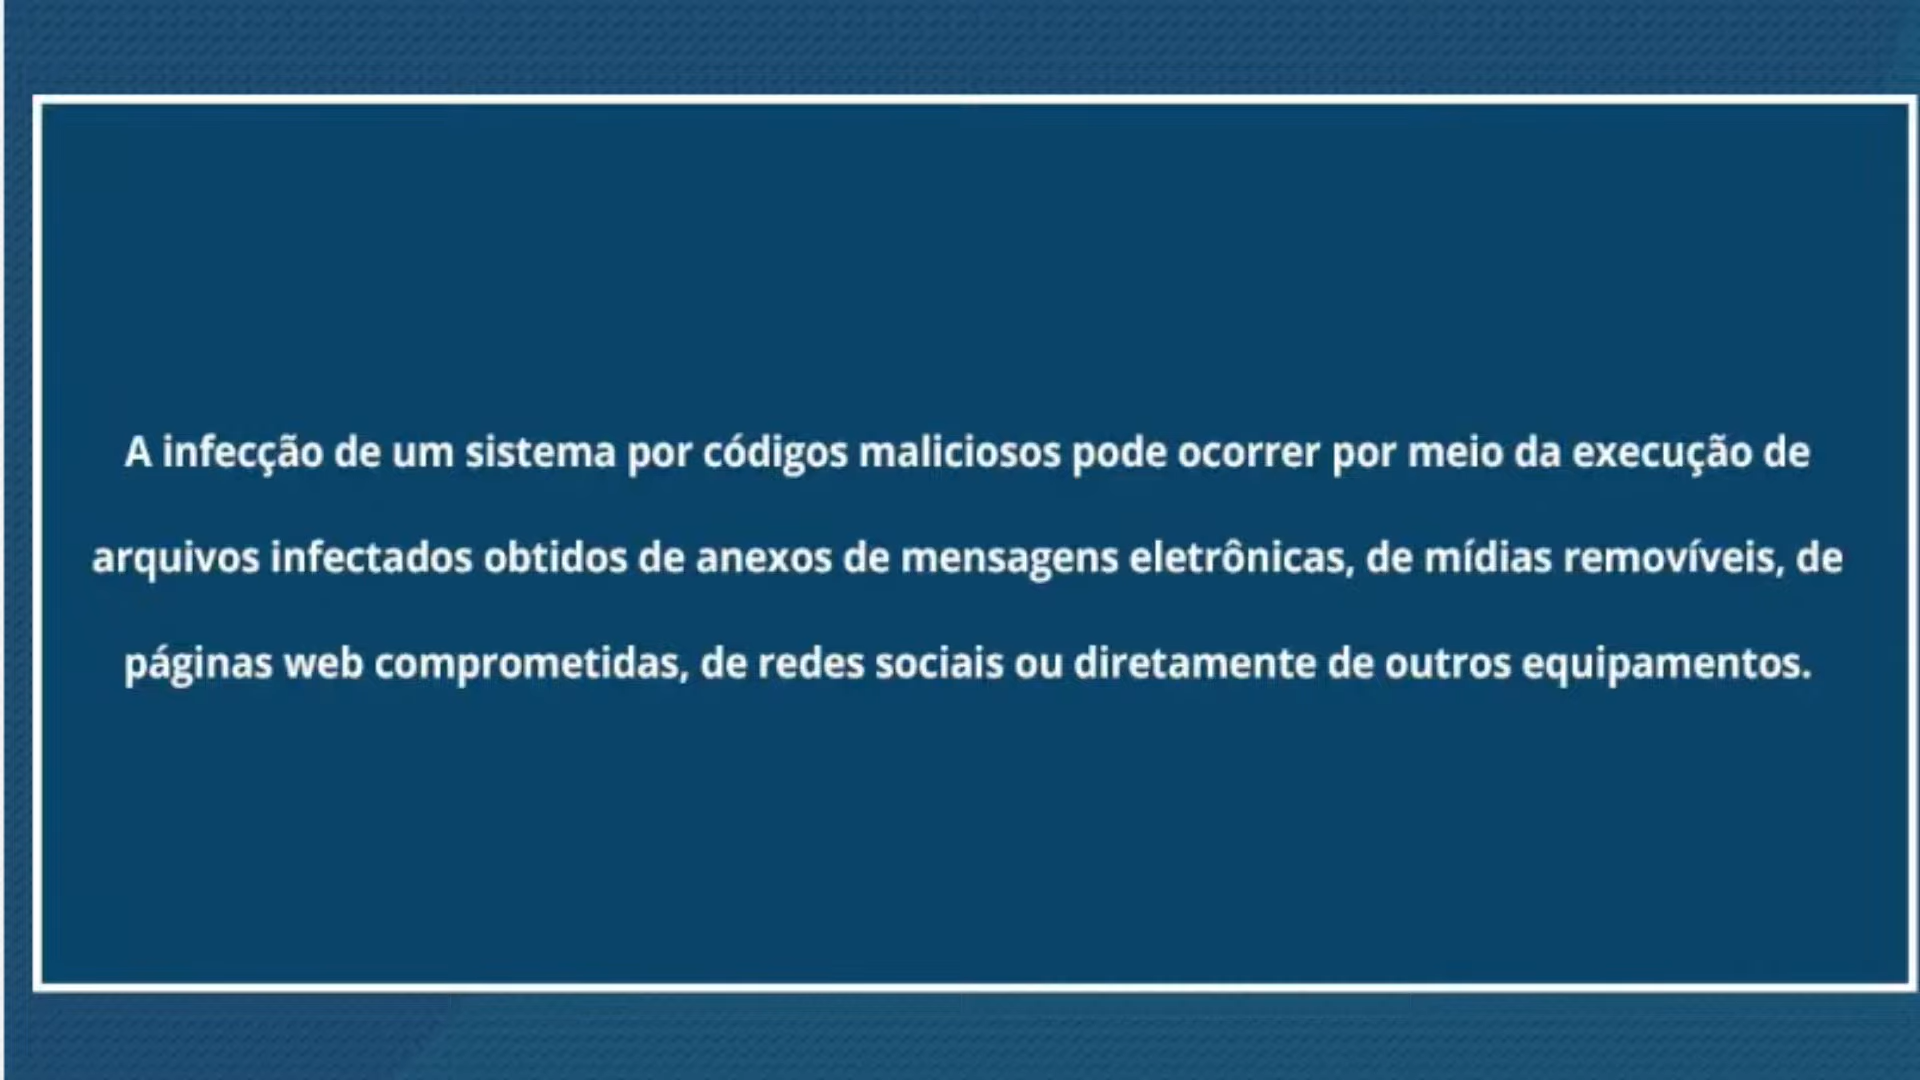 A infecção de um sistema por códigos maliciosos pode ocorrer por meio da execução de
arquivos infectados obtidos de anexos de mensagens eletrônicas, de mídias removíveis, de
páginas web comprometidas, de redes sociais ou diretamente de outros equipamentos.